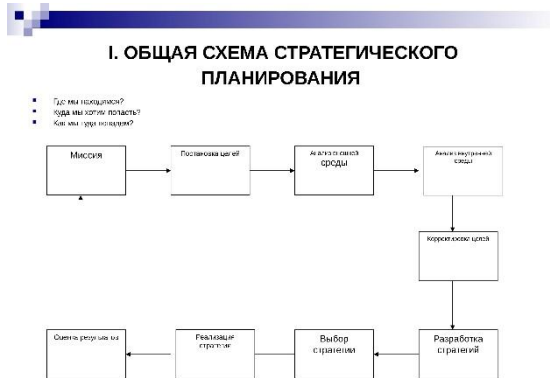 I. ОБЩАЯ СХЕМА СТРАТЕГИЧЕСКОГО
ПЛАНИРОВАНИЯ
Где мы находимся?
Куда мы хотим попасть?
Как мы туда попадем?
Миссия
Постановка целей
Анализ внешней
среды
Анализ внутренней
среды
Корректировка целей
Разработка
стратегий
Выбор
стратегии
Реализация
стратегии
Оценка результатов